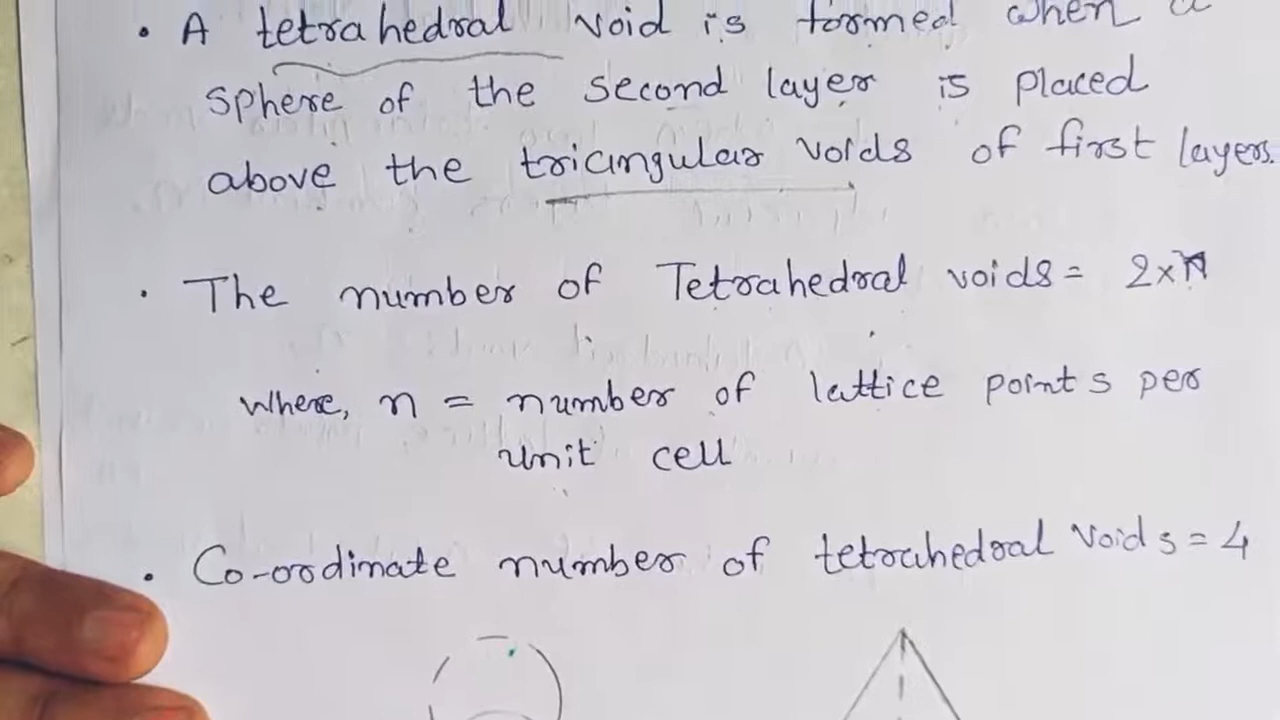 • A tetrahedral void is formed when a
sphere of the second layer is placed
above the triangular voids of first layers.
• The number of Tetrahedral voids = 2×n
where, n = number of lattice points per
unit cell
• Co-ordinate number of tetrahedral voids = 4